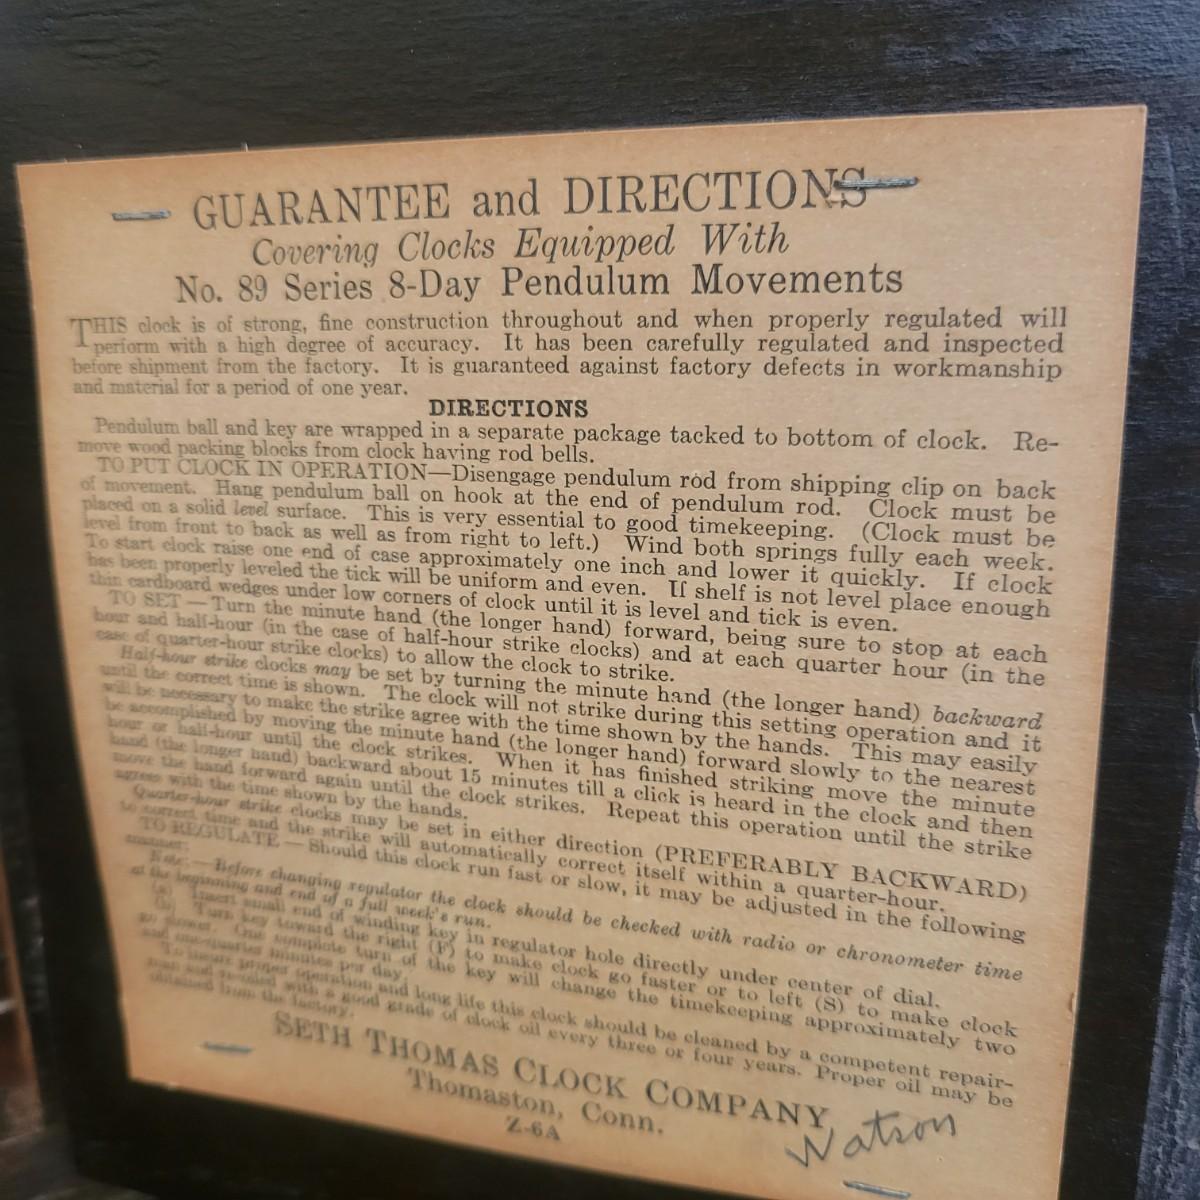 GUARANTEE and DIRECTIONS
Covering Clocks Equipped With
No. 89 Series 8-Day Pendulum Movements
THIS clock is of strong, fine construction throughout and when properly regulated will
perform with a high degree of accuracy. It has been carefully regulated and inspected
before shipment from the factory. It is guaranteed against factory defects in workmanship
and material for a period of one year.
DIRECTIONS
Pendulum ball and key are wrapped in a separate package tacked to bottom of clock. Re-
move wood packing blocks from clock having rod bells.
TO PUT CLOCK IN OPERATION—Disengage pendulum rod from shipping clip on back
of movement. Hang pendulum ball on hook at the end of pendulum rod. Clock must be
placed on a solid level surface. This is very essential to good timekeeping. (Clock must be
level from front to back as well as from right to left.) Wind both springs fully each week.
To start clock raise one end of case approximately one inch and lower it quickly. If clock
has been properly leveled the tick will be uniform and even. If shelf is not level place enough
thin cardboard wedges under low corners of clock until it is level and tick is even.
TO SET — Turn the minute hand (the longer hand) forward, being sure to stop at each
hour and half-hour (in the case of half-hour strike clocks) and at each quarter hour (in the
case of quarter-hour strike clocks) to allow the clock to strike.
Half-hour strike clocks may be set by turning the minute hand (the longer hand) backward
until the correct time is shown. The clock will not strike during this setting operation and it
will be necessary to make the strike agree with the time shown by the hands. This may easily
be accomplished by moving the minute hand (the longer hand) forward slowly to the nearest
hour or half-hour until the clock strikes. When it has finished striking move the minute
hand (the longer hand) backward about 15 minutes till a click is heard in the clock and then
move the hand forward again until the clock strikes. Repeat this operation until the strike
agrees with the time shown by the hands.
Quarter-hour strike clocks may be set in either direction (PREFERABLY BACKWARD)
to correct time and the strike will automatically correct itself within a quarter-hour.
TO REGULATE — Should this clock run fast or slow, it may be adjusted in the following
manner:
Note:—Before changing regulator the clock should be checked with radio or chronometer time
at the beginning and end of a full week's run.
(a) Insert small end of winding key in regulator hole directly under center of dial.
(b) Turn key toward the right (F) to make clock go faster or to left (S) to make clock
go slower. One complete turn of the key will change the timekeeping approximately two
and one-quarter minutes per day.
To insure proper operation and long life this clock should be cleaned by a competent repair-
man and reoiled with a good grade of clock oil every three or four years. Proper oil may be
obtained from the factory.
SETH THOMAS CLOCK COMPANY
Thomaston, Conn.
Z-6A
Watson